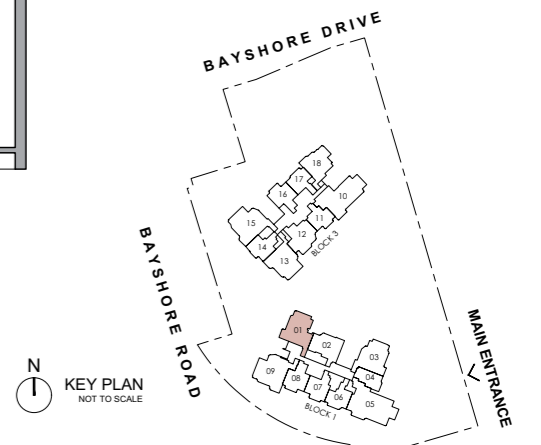 BAYSHORE DRIVE
18
17
16
10
15
11
12
14
13
BLOCK 3
BAYSHORE ROAD
01
02
03
09
08
07
06
04
05
BLOCK 1
MAIN ENTRANCE
N
KEY PLAN
NOT TO SCALE